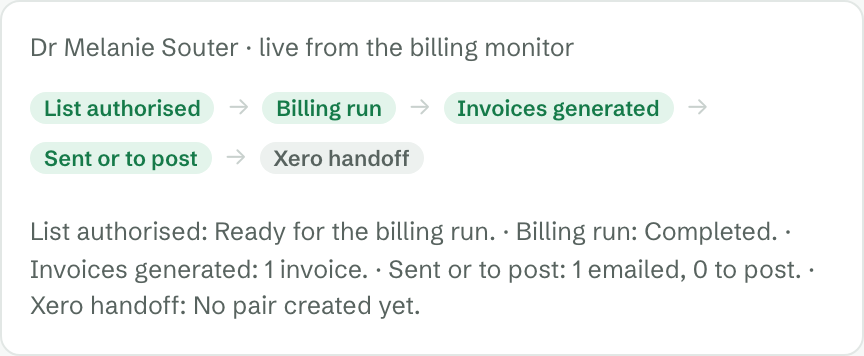 Dr Melanie Souter · live from the billing monitor
List authorised → Billing run → Invoices generated →
Sent or to post → Xero handoff
List authorised: Ready for the billing run. · Billing run: Completed. ·
Invoices generated: 1 invoice. · Sent or to post: 1 emailed, 0 to post. ·
Xero handoff: No pair created yet.